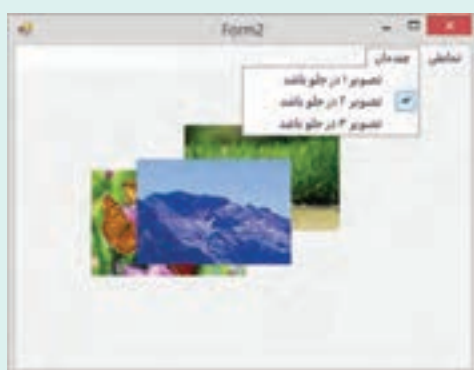 Form2
نمایش چیدمان
تصویر ۱ در جلو باشد
تصویر ۲ در جلو باشد
تصویر ۳ در جلو باشد